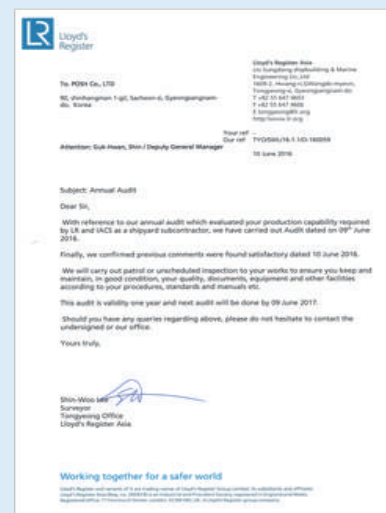 LR
Lloyd's
Register
Lloyd's Register Asia
Engineering Co.,Ltd
To. POSH Co., LTD
do, Korea
Your ref -
Our ref
Attention: Guk-Hwan, Shin / Deputy General Manager
10 June 2016
Subject: Annual Audit
Dear Sir,
With reference to our annual audit which evaluated your production capability required
by LR and IACS as a shipyard subcontractor, we have carried out Audit dated on 09th June
2016.
Finally, we confirmed previous comments were found satisfactory dated 10 June 2016.
We will carry out patrol or unscheduled inspection to your works to ensure you keep and
maintain, in good condition, your quality, documents, equipment and other facilities
according to your procedures, standards and manuals etc.
This audit is validity one year and next audit will be done by 09 June 2017.
Should you have any queries regarding above, please do not hesitate to contact the
undersigned or our office.
Yours truly,
Shin-Woo
Surveyor
Tongyeong Office
Lloyd's Register Asia
Working together for a safer world